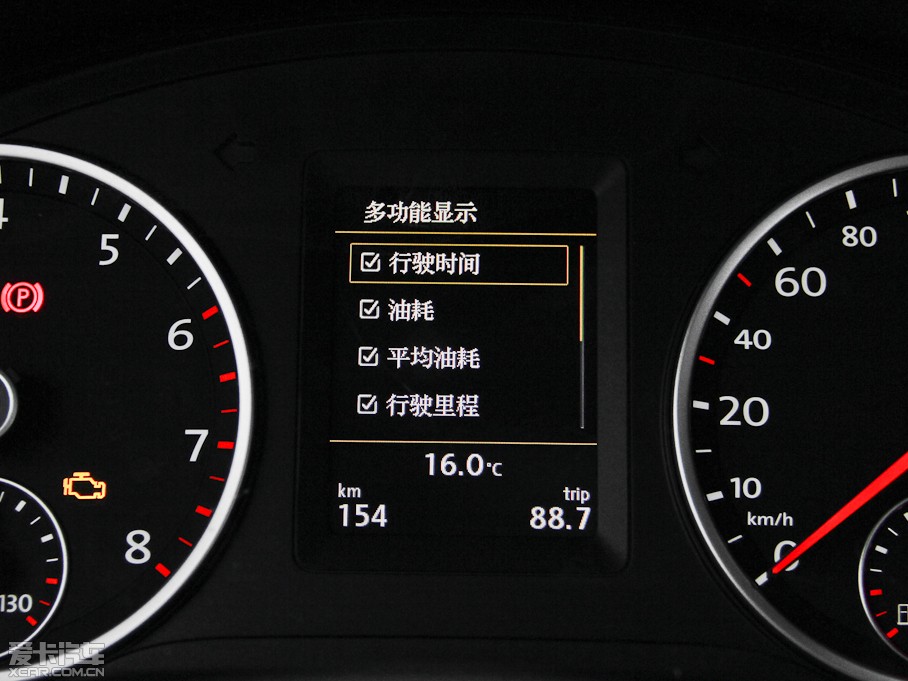 多功能显示
行驶时间
油耗
平均油耗
行驶里程
16.0°C
km
154
trip
88.7
4
5
6
7
8
130
P
80
60
40
20
10
km/h
0
爱卡汽车
XCAR.COM.CN